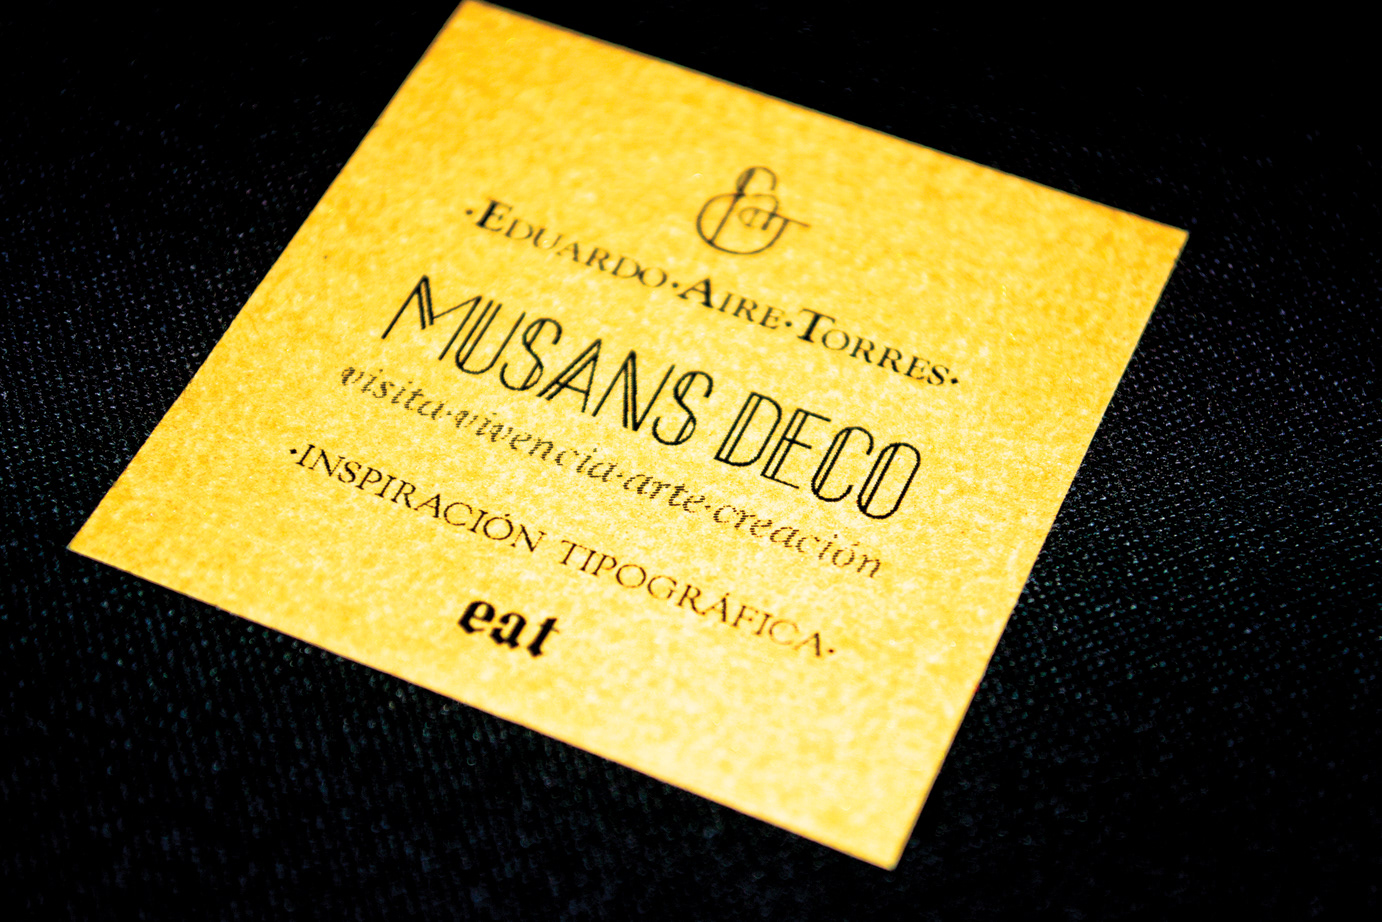 ·EDUARDO·AIRE·TORRES·
MUSANS DECO
visita·vivencia·arte·creación
·INSPIRACIÓN TIPOGRÁFICA·
eat